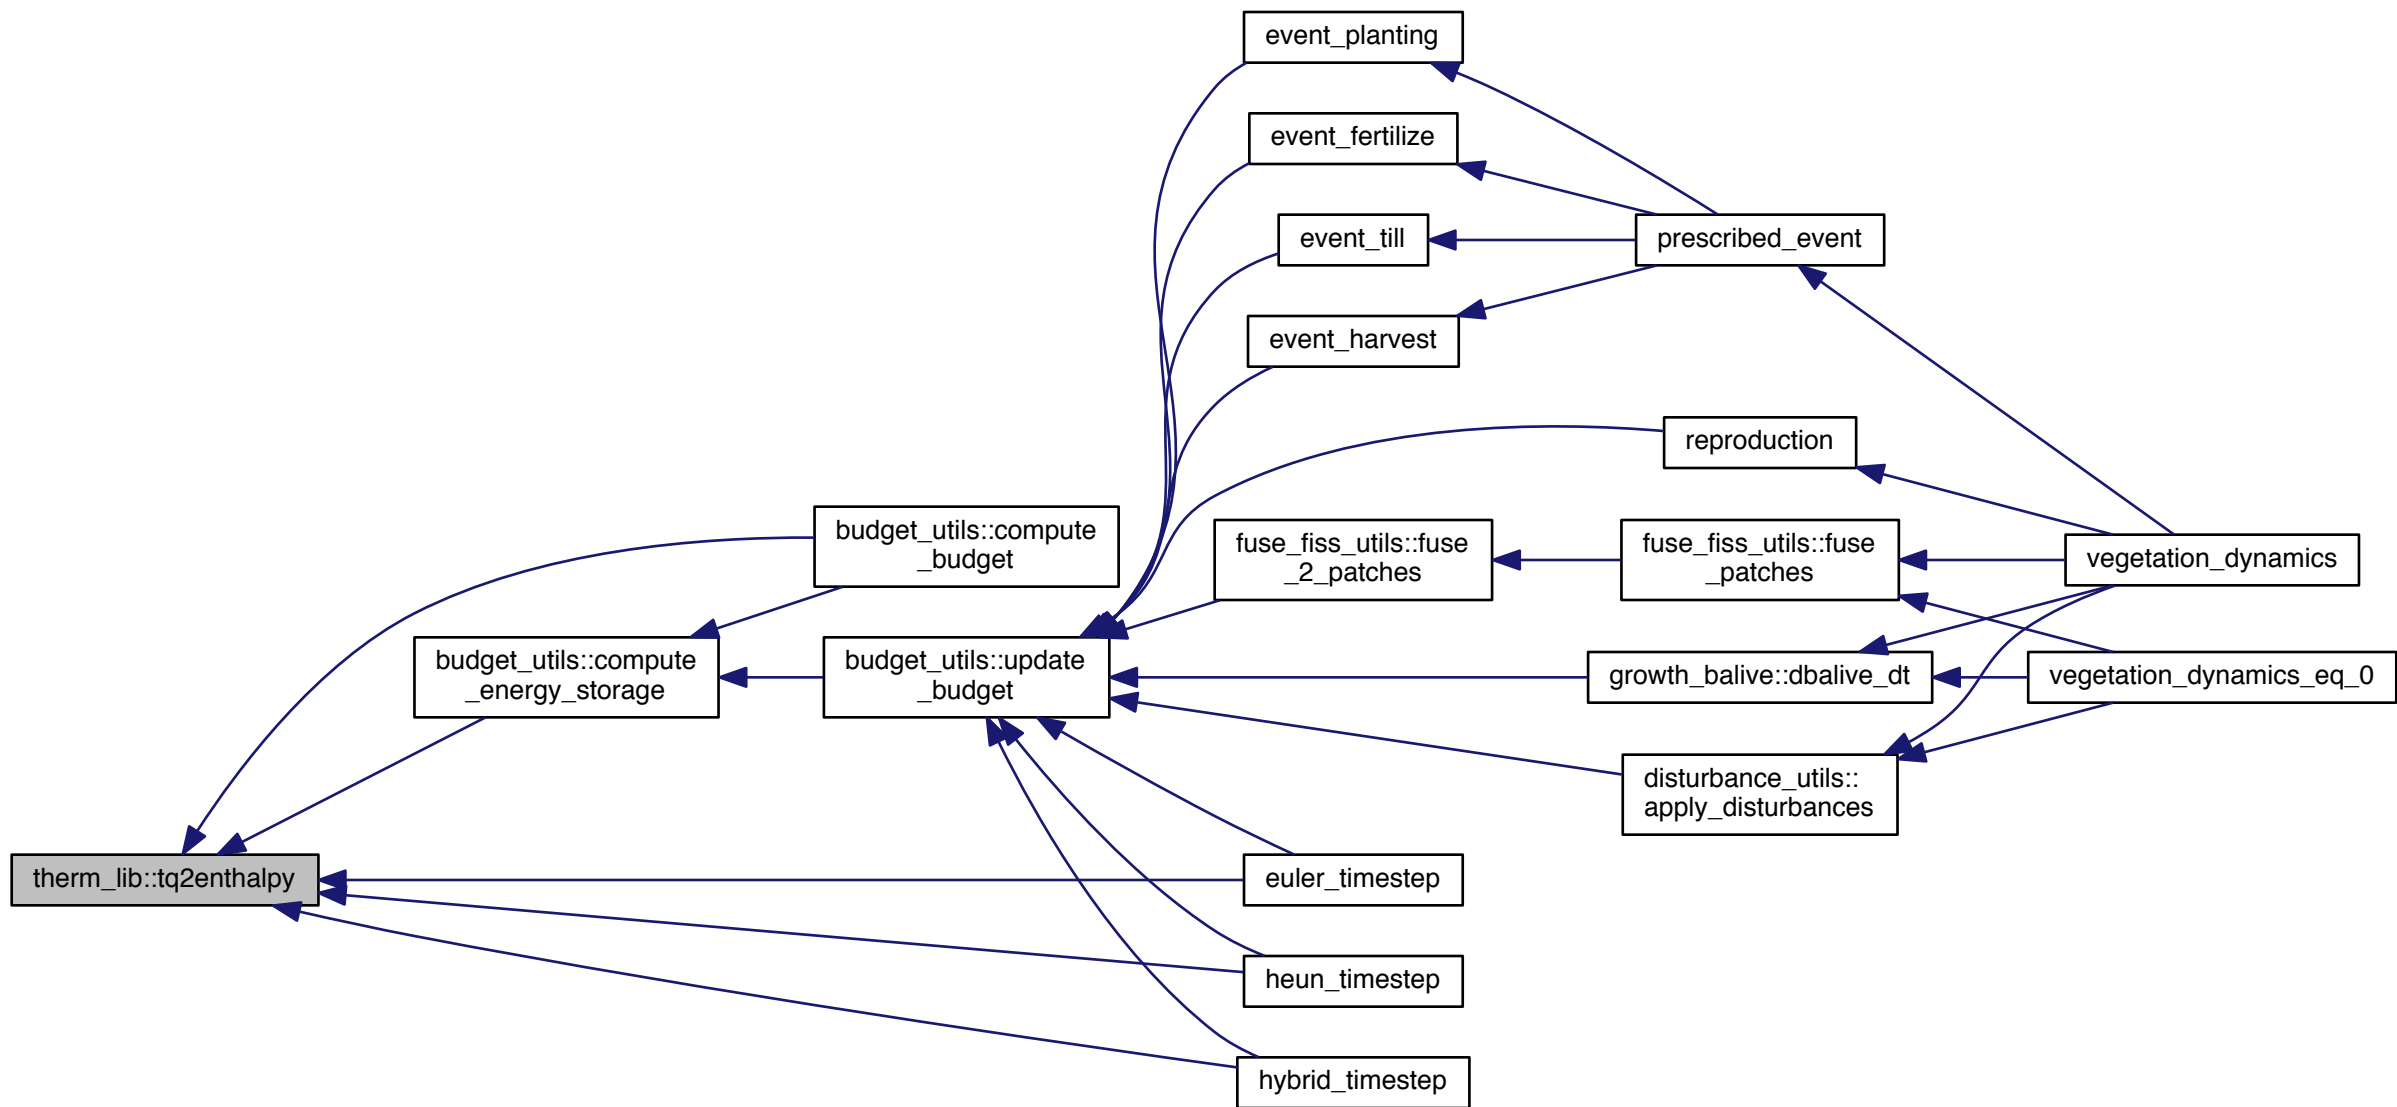 event_planting
event_fertilize
event_till
prescribed_event
event_harvest
reproduction
budget_utils::compute
_budget
fuse_fiss_utils::fuse
_2_patches
fuse_fiss_utils::fuse
_patches
vegetation_dynamics
budget_utils::compute
_energy_storage
budget_utils::update
_budget
growth_balive::dbalive_dt
vegetation_dynamics_eq_0
disturbance_utils::
apply_disturbances
therm_lib::tq2enthalpy
euler_timestep
heun_timestep
hybrid_timestep